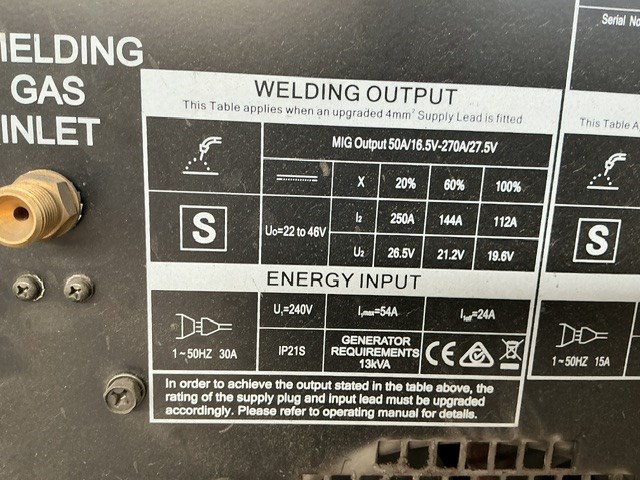 Serial No
IELDING
GAS
INLET
WELDING OUTPUT
This Table applies when an upgraded 4mm² Supply Lead is fitted
This Table A
MIG Output 50A/16.5V-270A/27.5V
X 20% 60% 100%
S
U₀=22 to 46V
I₂ 250A 144A 112A
U₂ 26.5V 21.2V 19.6V
S
ENERGY INPUT
1~50HZ 30A
U₁=240V I₁max=54A I₁eff=24A
IP21S
GENERATOR
REQUIREMENTS
13kVA
CE
1~50HZ 15A
In order to achieve the output stated in the table above, the
rating of the supply plug and input lead must be upgraded
accordingly. Please refer to operating manual for details.